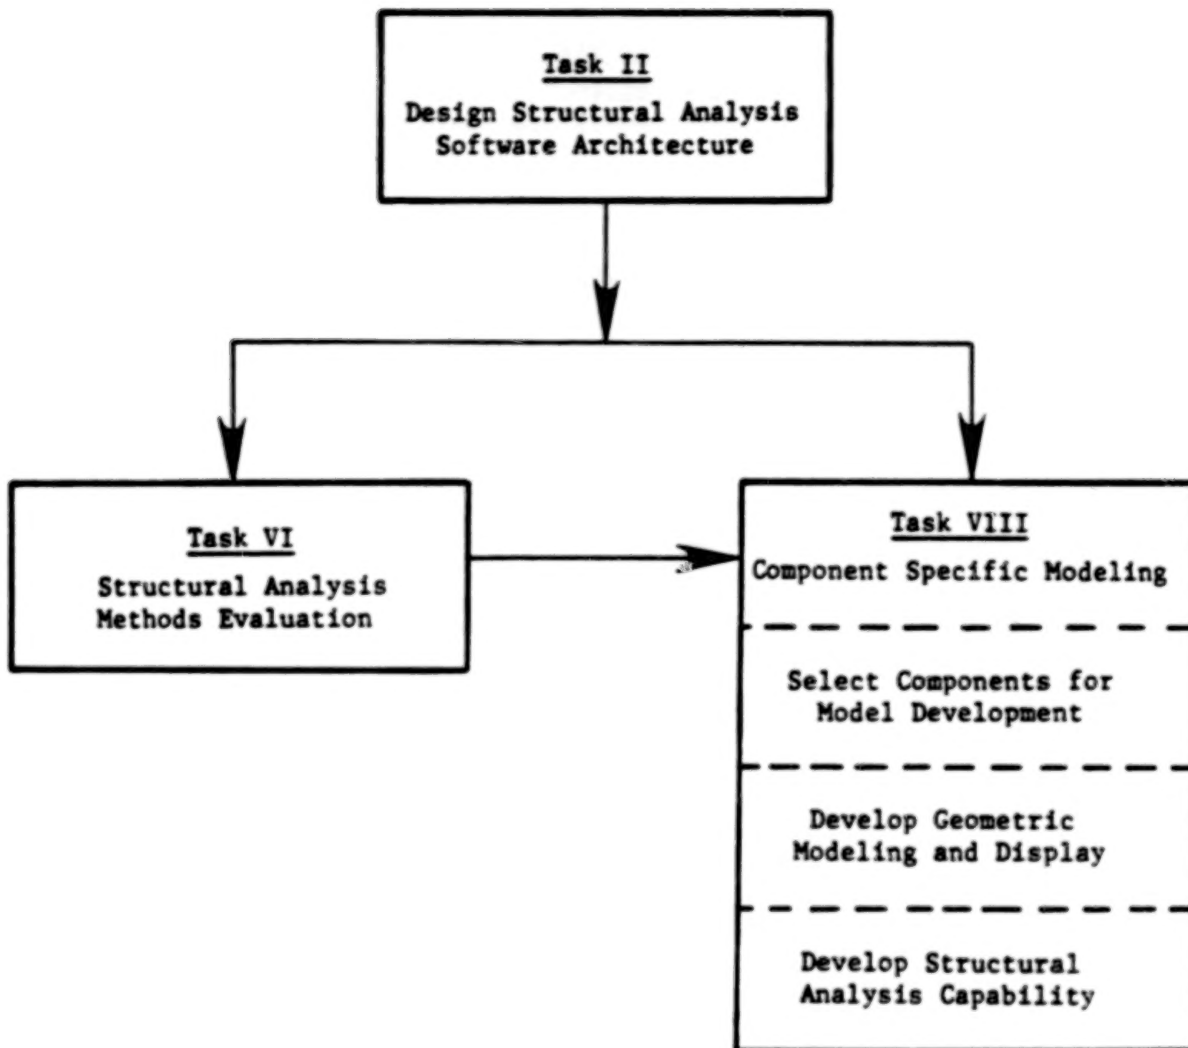 Task II
Design Structural Analysis
Software Architecture
Task VI
Structural Analysis
Methods Evaluation
Task VIII
Component Specific Modeling
Select Components for
Model Development
Develop Geometric
Modeling and Display
Develop Structural
Analysis Capability